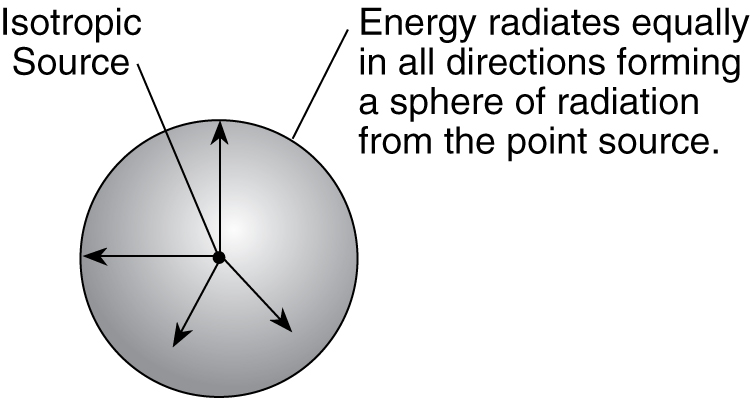 Isotropic
Source
Energy radiates equally
in all directions forming
a sphere of radiation
from the point source.